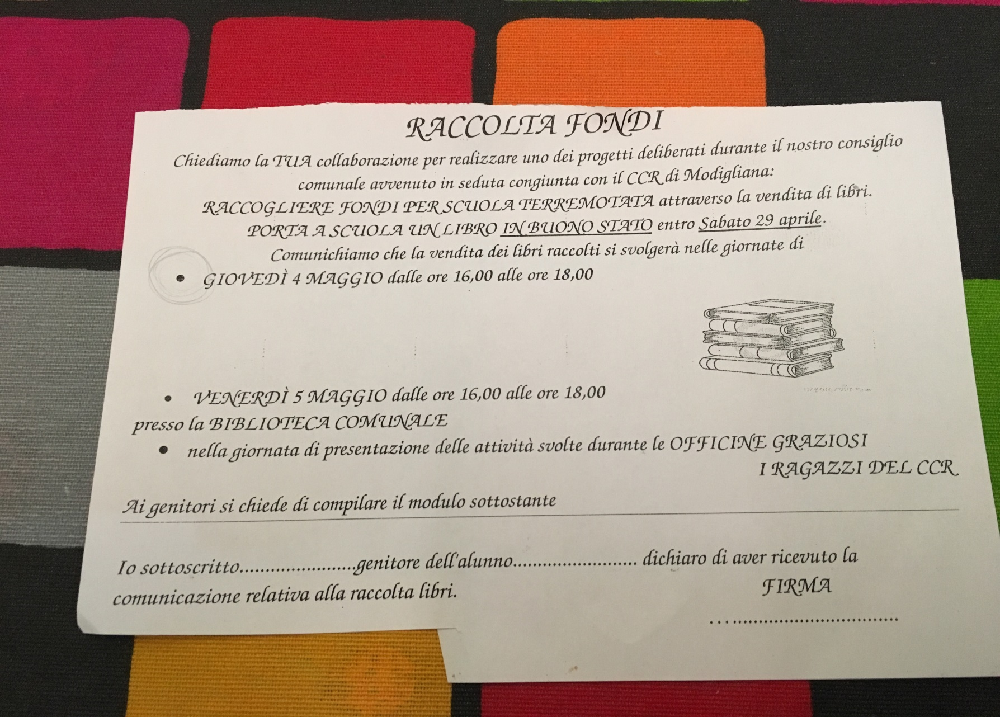 RACCOLTA FONDI
Chiediamo la TUA collaborazione per realizzare uno dei progetti deliberati durante il nostro consiglio
comunale avvenuto in seduta congiunta con il CCR di Modigliana:
RACCOGLIERE FONDI PER SCUOLA TERREMOTATA attraverso la vendita di libri.
PORTA A SCUOLA UN LIBRO IN BUONO STATO entro Sabato 29 aprile.
Comunichiamo che la vendita dei libri raccolti si svolgerà nelle giornate di
• GIOVEDÌ 4 MAGGIO dalle ore 16,00 alle ore 18,00
• VENERDÌ 5 MAGGIO dalle ore 16,00 alle ore 18,00
presso la BIBLIOTECA COMUNALE
• nella giornata di presentazione delle attività svolte durante le OFFICINE GRAZIOSI
I RAGAZZI DEL CCR
Ai genitori si chiede di compilare il modulo sottostante
Io sottoscritto.......................genitore dell'alunno........................ dichiaro di aver ricevuto la
comunicazione relativa alla raccolta libri.
FIRMA
.....................................